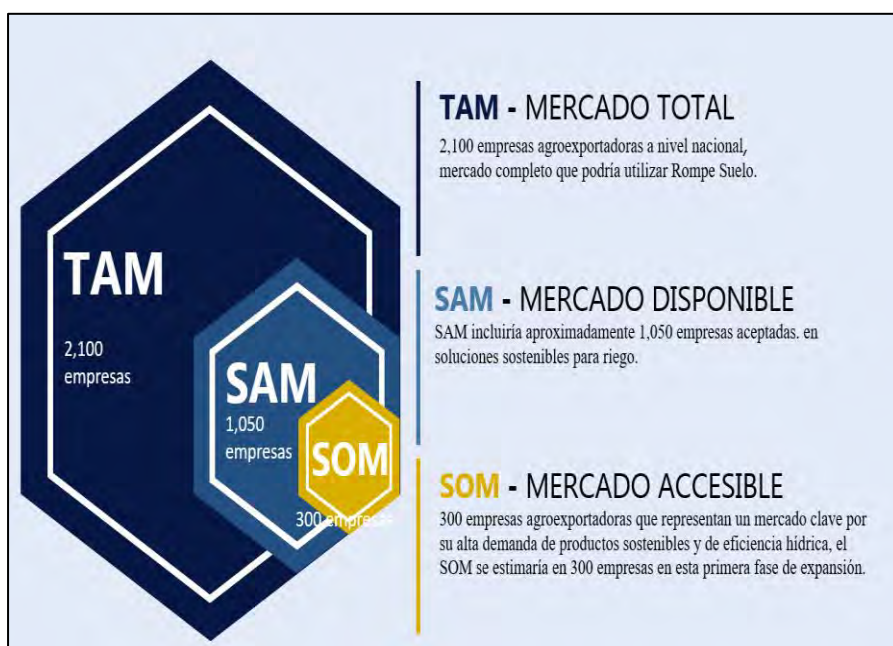 TAM
2,100
empresas
SAM
1,050
empresas
SOM
300 empresas
TAM - MERCADO TOTAL
2,100 empresas agroexportadoras a nivel nacional,
mercado completo que podría utilizar Rompe Suelo.
SAM - MERCADO DISPONIBLE
SAM incluiría aproximadamente 1,050 empresas aceptadas. en
soluciones sostenibles para riego.
SOM - MERCADO ACCESIBLE
300 empresas agroexportadoras que representan un mercado clave por
su alta demanda de productos sostenibles y de eficiencia hídrica, el
SOM se estimaría en 300 empresas en esta primera fase de expansión.